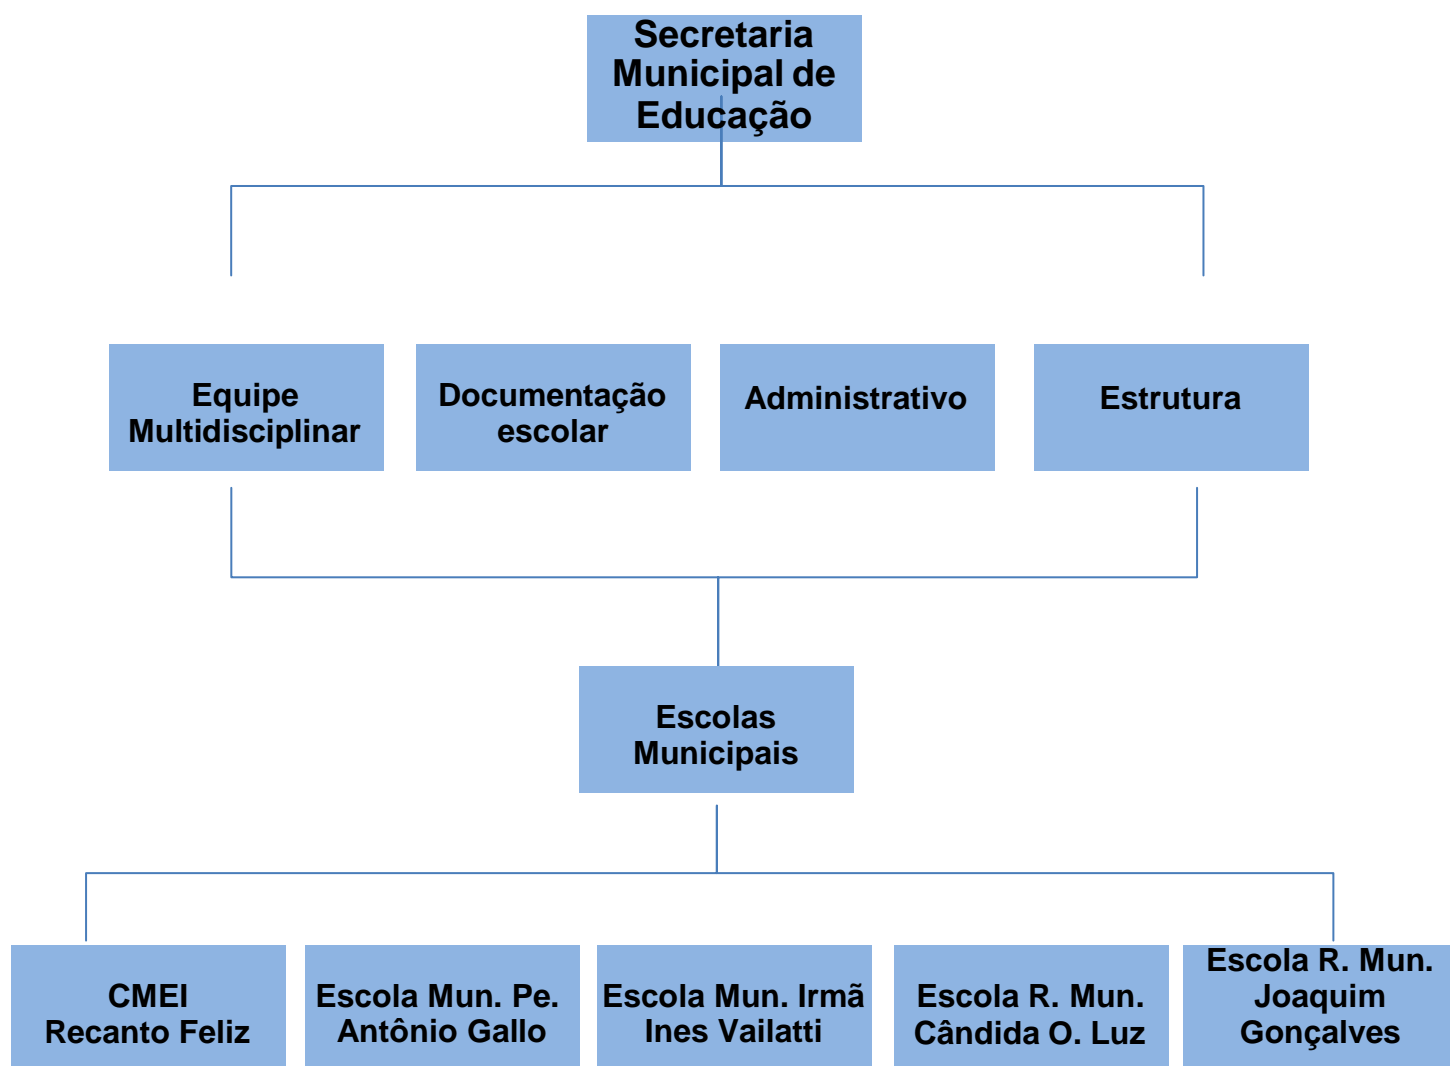 Secretaria
Municipal de
Educação
Equipe
Multidisciplinar
Documentação
escolar
Administrativo
Estrutura
Escolas
Municipais
CMEI
Recanto Feliz
Escola Mun. Pe.
Antônio Gallo
Escola Mun. Irmã
Ines Vailatti
Escola R. Mun.
Cândida O. Luz
Escola R. Mun.
Joaquim
Gonçalves